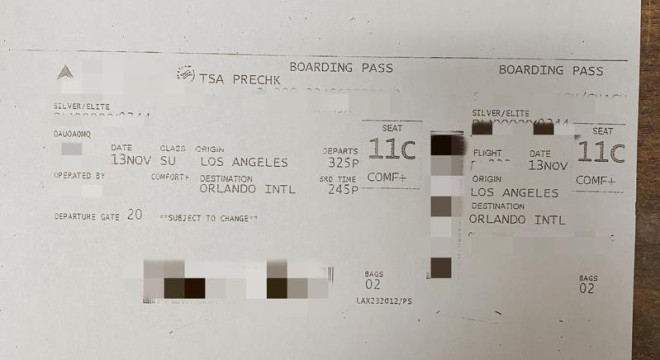 BOARDING PASS
TSA PRECHK
SILVER/ELITE
DATE CLASS ORIGIN DEPARTS
13NOV SU LOS ANGELES 325P
OPERATED BY COMFORT+ DESTINATION BRD TIME
ORLANDO INTL 245P
SEAT
11C
COMF+
DEPARTURE GATE 20 **SUBJECT TO CHANGE**
BAGS
02
LAX232012/PS
BOARDING PASS
SILVER/ELITE
FLIGHT DATE
13NOV
SEAT
11C
COMF+
ORIGIN
LOS ANGELES
DESTINATION
ORLANDO INTL
BAGS
02